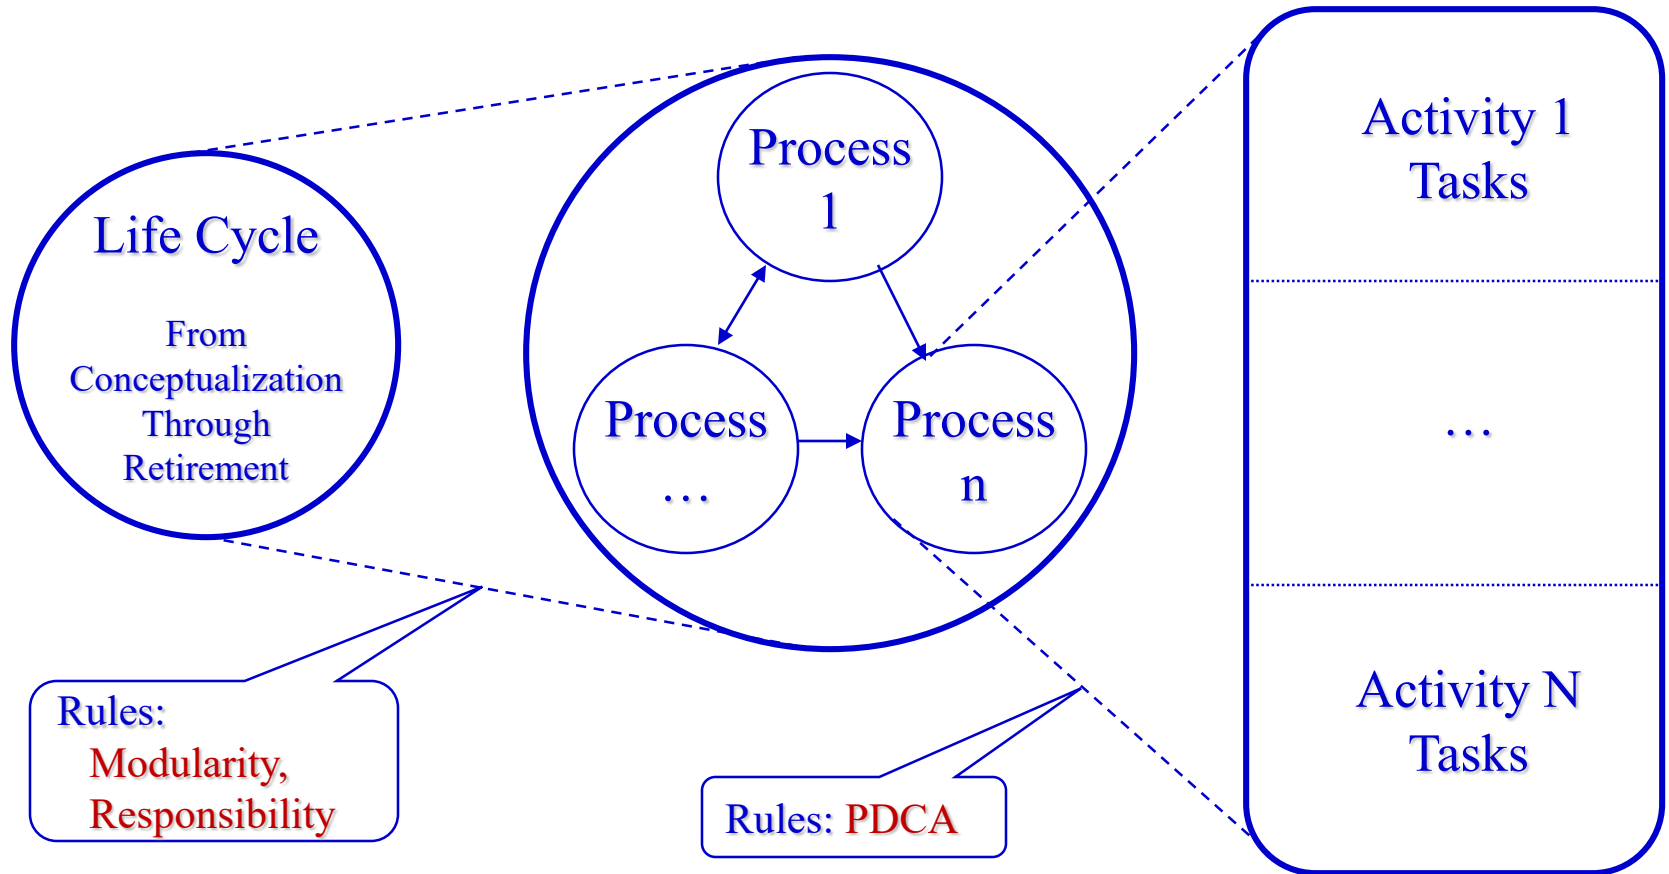 Life Cycle
From
Conceptualization
Through
Retirement
Process
1
Process
…
Process
n
Activity 1
Tasks
…
Activity N
Tasks
Rules:
Modularity,
Responsibility
Rules: PDCA